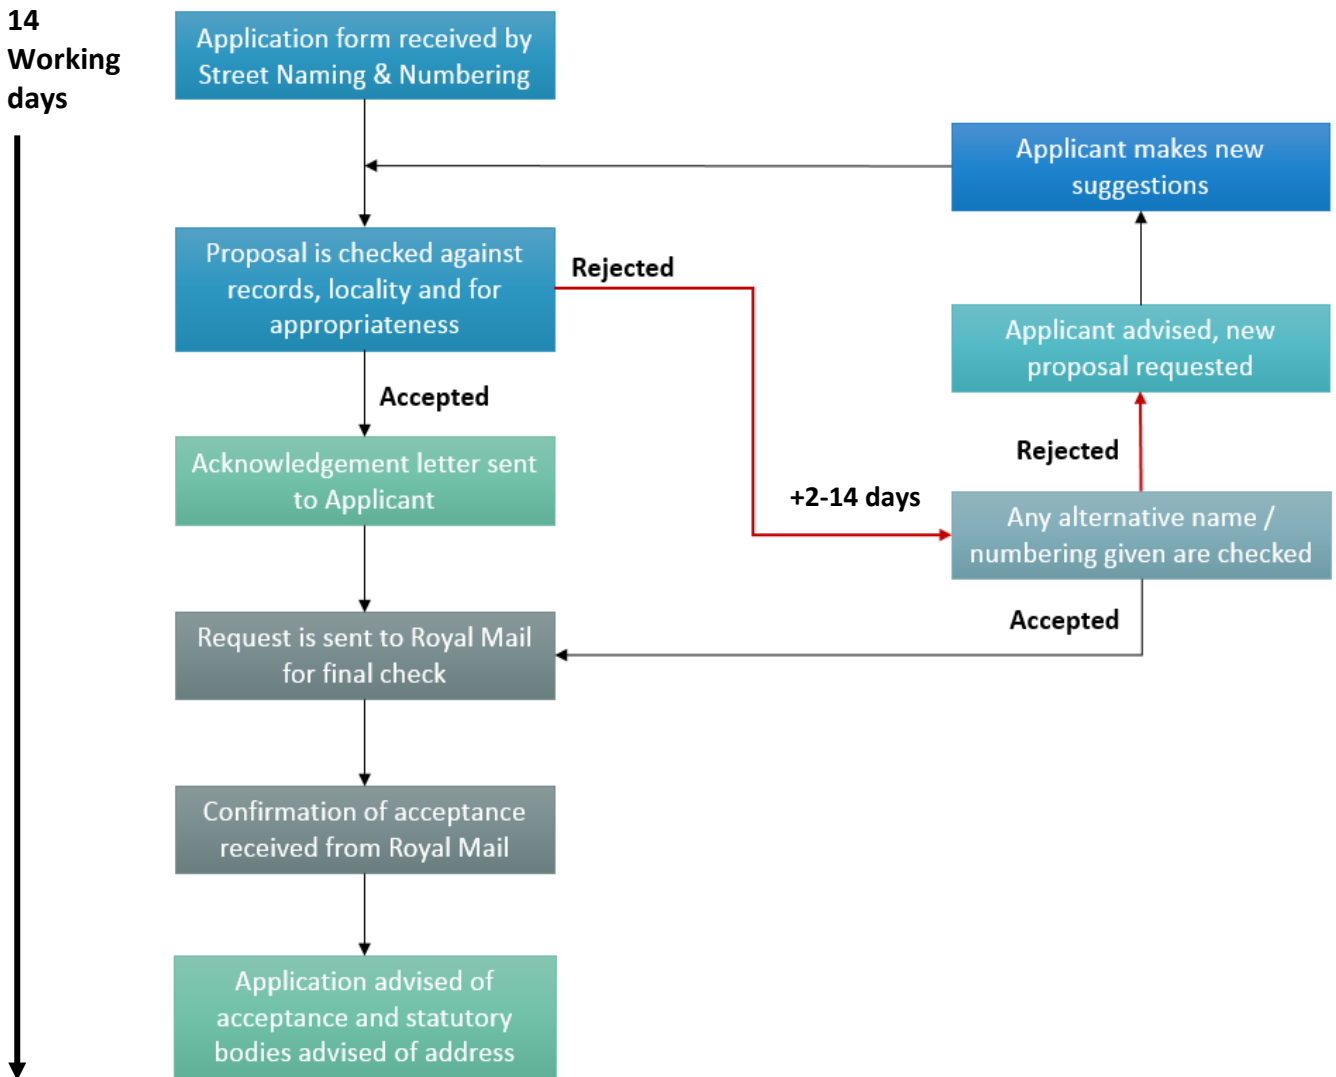 14
Working
days
Application form received by
Street Naming & Numbering
Applicant makes new
suggestions
Proposal is checked against
records, locality and for
appropriateness
Rejected
Applicant advised, new
proposal requested
Accepted
Rejected
Acknowledgement letter sent
to Applicant
+2-14 days
Any alternative name /
numbering given are checked
Accepted
Request is sent to Royal Mail
for final check
Confirmation of acceptance
received from Royal Mail
Application advised of
acceptance and statutory
bodies advised of address